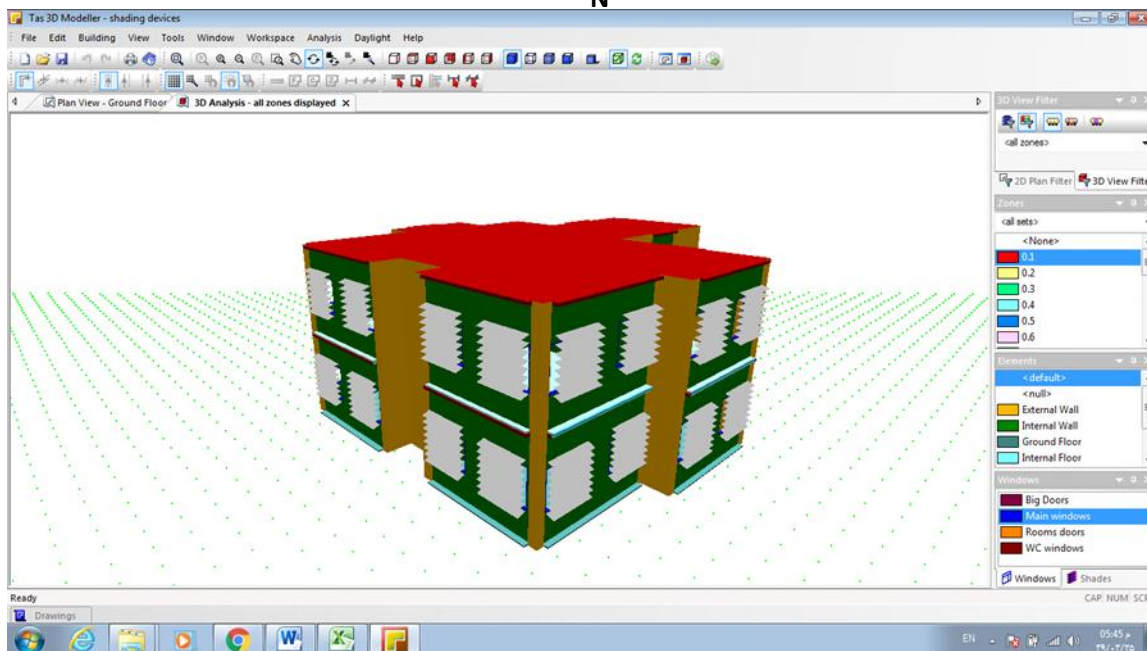 N
Tas 3D Modeller - shading devices
File Edit Building View Tools Window Workspace Analysis Daylight Help
Plan View - Ground Floor 3D Analysis - all zones displayed
3D View Filter
<all zones>
2D Plan Filter 3D View Filte
Zones
<all sets>
<None>
0.1
0.2
0.3
0.4
0.5
0.6
Elements
<default>
<null>
External Wall
Internal Wall
Ground Floor
Internal Floor
Windows
Big Doors
Main windows
Rooms doors
WC windows
Windows Shades
Ready
CAP NUM SCR
Drawings
EN
05:45 م